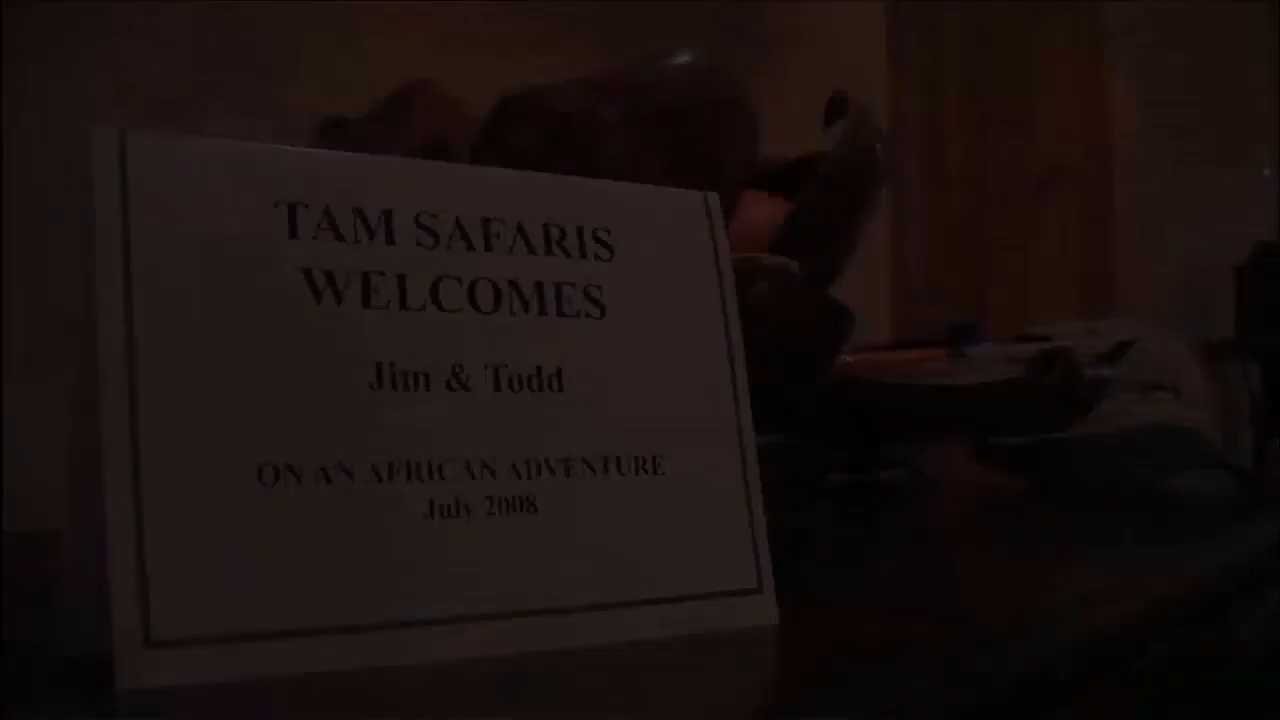 TAM SAFARIS
WELCOMES
Jim & Todd
ON AN AFRICAN ADVENTURE
July 2008